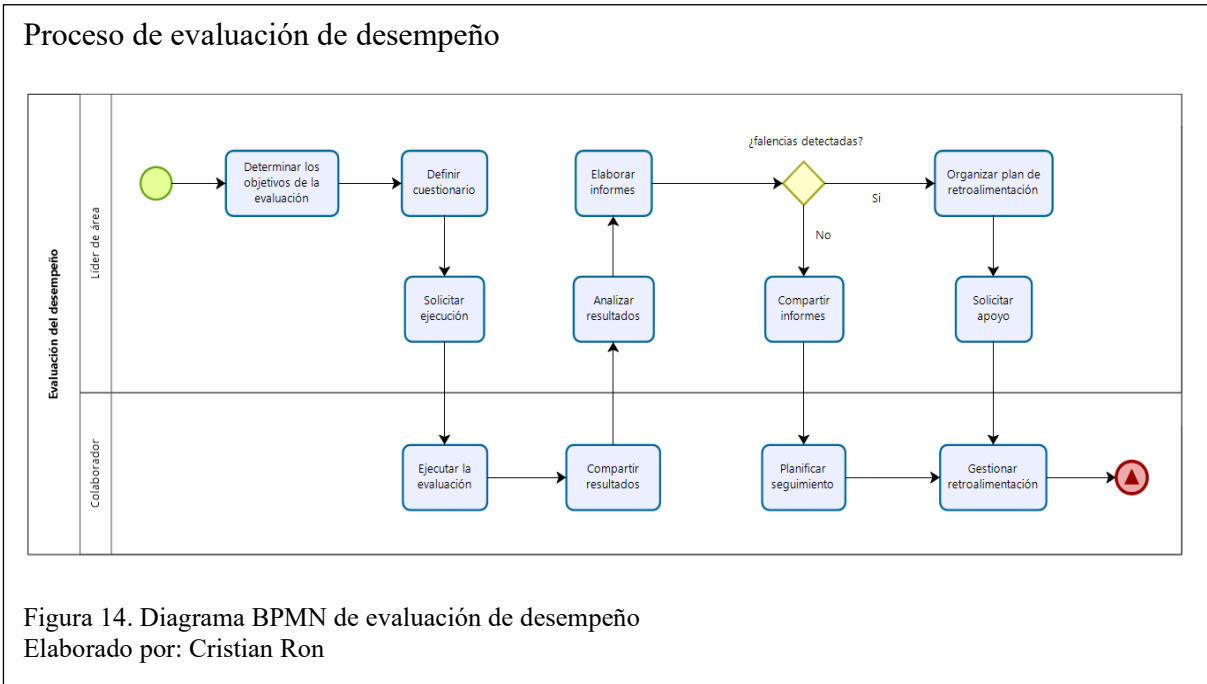 Proceso de evaluación de desempeño
Evaluación del desempeño
Líder de área
Determinar los
objetivos de la
evaluación
Definir
cuestionario
Solicitar
ejecución
Elaborar
informes
Analizar
resultados
¿falencias detectadas?
Si
No
Organizar plan de
retroalimentación
Compartir
informes
Solicitar
apoyo
Colaborador
Ejecutar la
evaluación
Compartir
resultados
Planificar
seguimiento
Gestionar
retroalimentación
Figura 14. Diagrama BPMN de evaluación de desempeño
Elaborado por: Cristian Ron